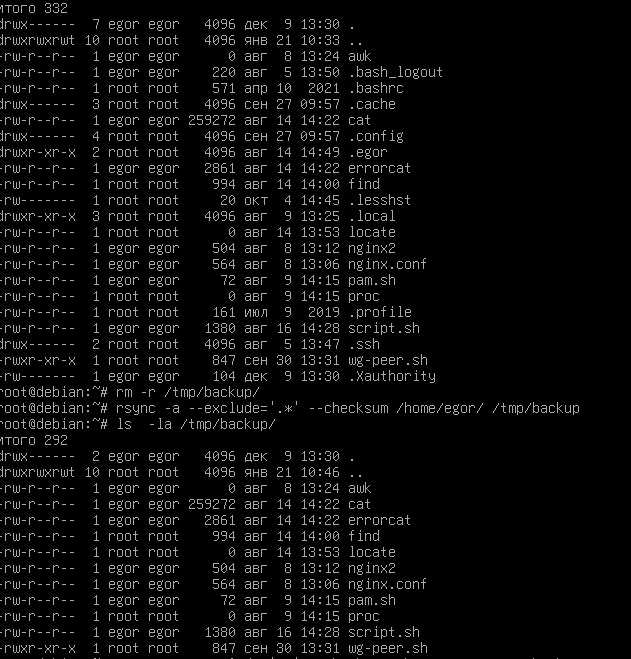 итого 332
drwx------ 7 egor egor 4096 дек 9 13:30 .
drwxrwxrwt 10 root root 4096 янв 21 10:33 ..
-rw-r--r-- 1 egor egor 0 авг 8 13:24 awk
-rw-r--r-- 1 egor egor 220 авг 5 13:50 .bash_logout
-rw-r--r-- 1 root root 571 апр 10 2021 .bashrc
drwx------ 3 root root 4096 сен 27 09:57 .cache
-rw-r--r-- 1 egor egor 259272 авг 14 14:22 cat
drwx------ 4 root root 4096 сен 27 09:57 .config
drwxr-xr-x 2 root root 4096 авг 14 14:49 .egor
-rw-r--r-- 1 egor egor 2861 авг 14 14:22 errorcat
-rw-r--r-- 1 root root 994 авг 14 14:00 find
-rw------- 1 root root 20 окт 4 14:45 .lesshst
drwxr-xr-x 3 root root 4096 авг 9 13:25 .local
-rw-r--r-- 1 root root 0 авг 14 13:53 locate
-rw-r--r-- 1 egor egor 504 авг 8 13:12 nginx2
-rw-r--r-- 1 egor egor 564 авг 8 13:06 nginx.conf
-rw-r--r-- 1 egor egor 72 авг 9 14:15 pam.sh
-rw-r--r-- 1 root root 0 авг 9 14:15 proc
-rw-r--r-- 1 root root 161 июл 9 2019 .profile
-rw-r--r-- 1 egor egor 1380 авг 16 14:28 script.sh
drwx------ 2 root root 4096 авг 5 13:47 .ssh
-rwxr-xr-x 1 root root 847 сен 30 13:31 wg-peer.sh
-rw------- 1 egor egor 104 дек 9 13:30 .Xauthority
root@debian:~# rm -r /tmp/backup/
root@debian:~# rsync -a --exclude='.*' --checksum /home/egor/ /tmp/backup
root@debian:~# ls -la /tmp/backup/
итого 292
drwx------ 2 egor egor 4096 дек 9 13:30 .
drwxrwxrwt 10 root root 4096 янв 21 10:46 ..
-rw-r--r-- 1 egor egor 0 авг 8 13:24 awk
-rw-r--r-- 1 egor egor 259272 авг 14 14:22 cat
-rw-r--r-- 1 egor egor 2861 авг 14 14:22 errorcat
-rw-r--r-- 1 root root 994 авг 14 14:00 find
-rw-r--r-- 1 root root 0 авг 14 13:53 locate
-rw-r--r-- 1 egor egor 504 авг 8 13:12 nginx2
-rw-r--r-- 1 egor egor 564 авг 8 13:06 nginx.conf
-rw-r--r-- 1 egor egor 72 авг 9 14:15 pam.sh
-rw-r--r-- 1 root root 0 авг 9 14:15 proc
-rw-r--r-- 1 egor egor 1380 авг 16 14:28 script.sh
-rwxr-xr-x 1 root root 847 сен 30 13:31 wg-peer.sh